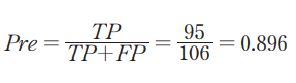 Pre = TP / (TP+FP) = 95 / 106 = 0.896